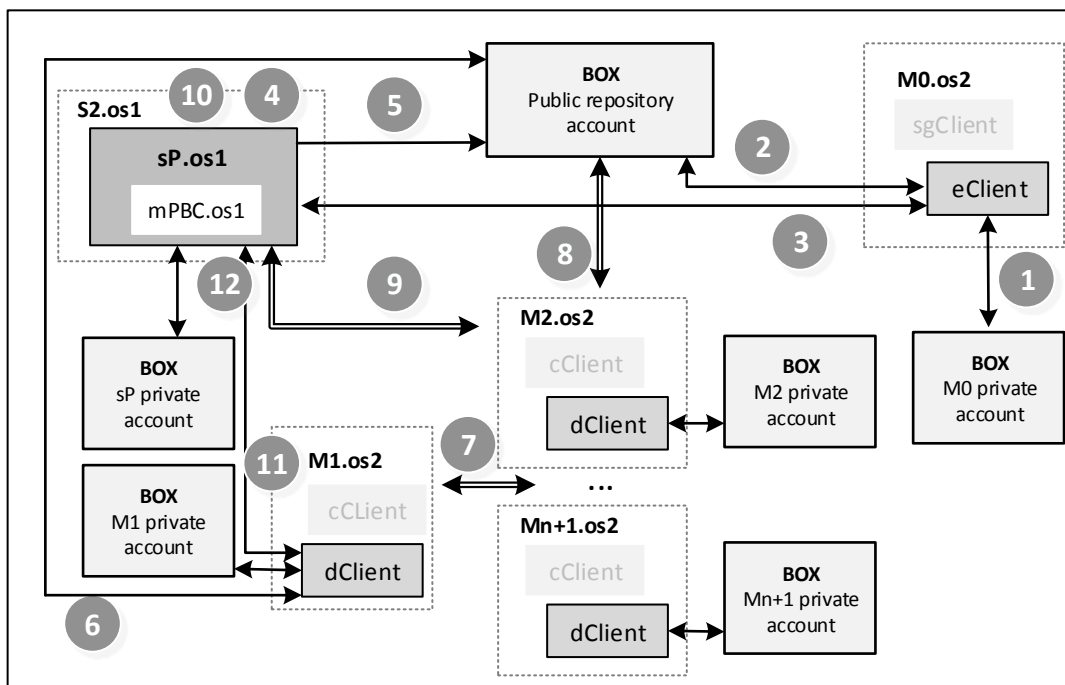 BOX
Public repository
account
M0.os2
sgClient
eClient
10
4
5
S2.os1
sP.os1
mPBC.os1
2
3
8
1
12
9
M2.os2
cClient
dClient
BOX
sP private
account
BOX
M2 private
account
BOX
M0 private
account
7
11
M1.os2
cCLient
dClient
...
BOX
M1 private
account
Mn+1.os2
cClient
dClient
BOX
Mn+1 private
account
6